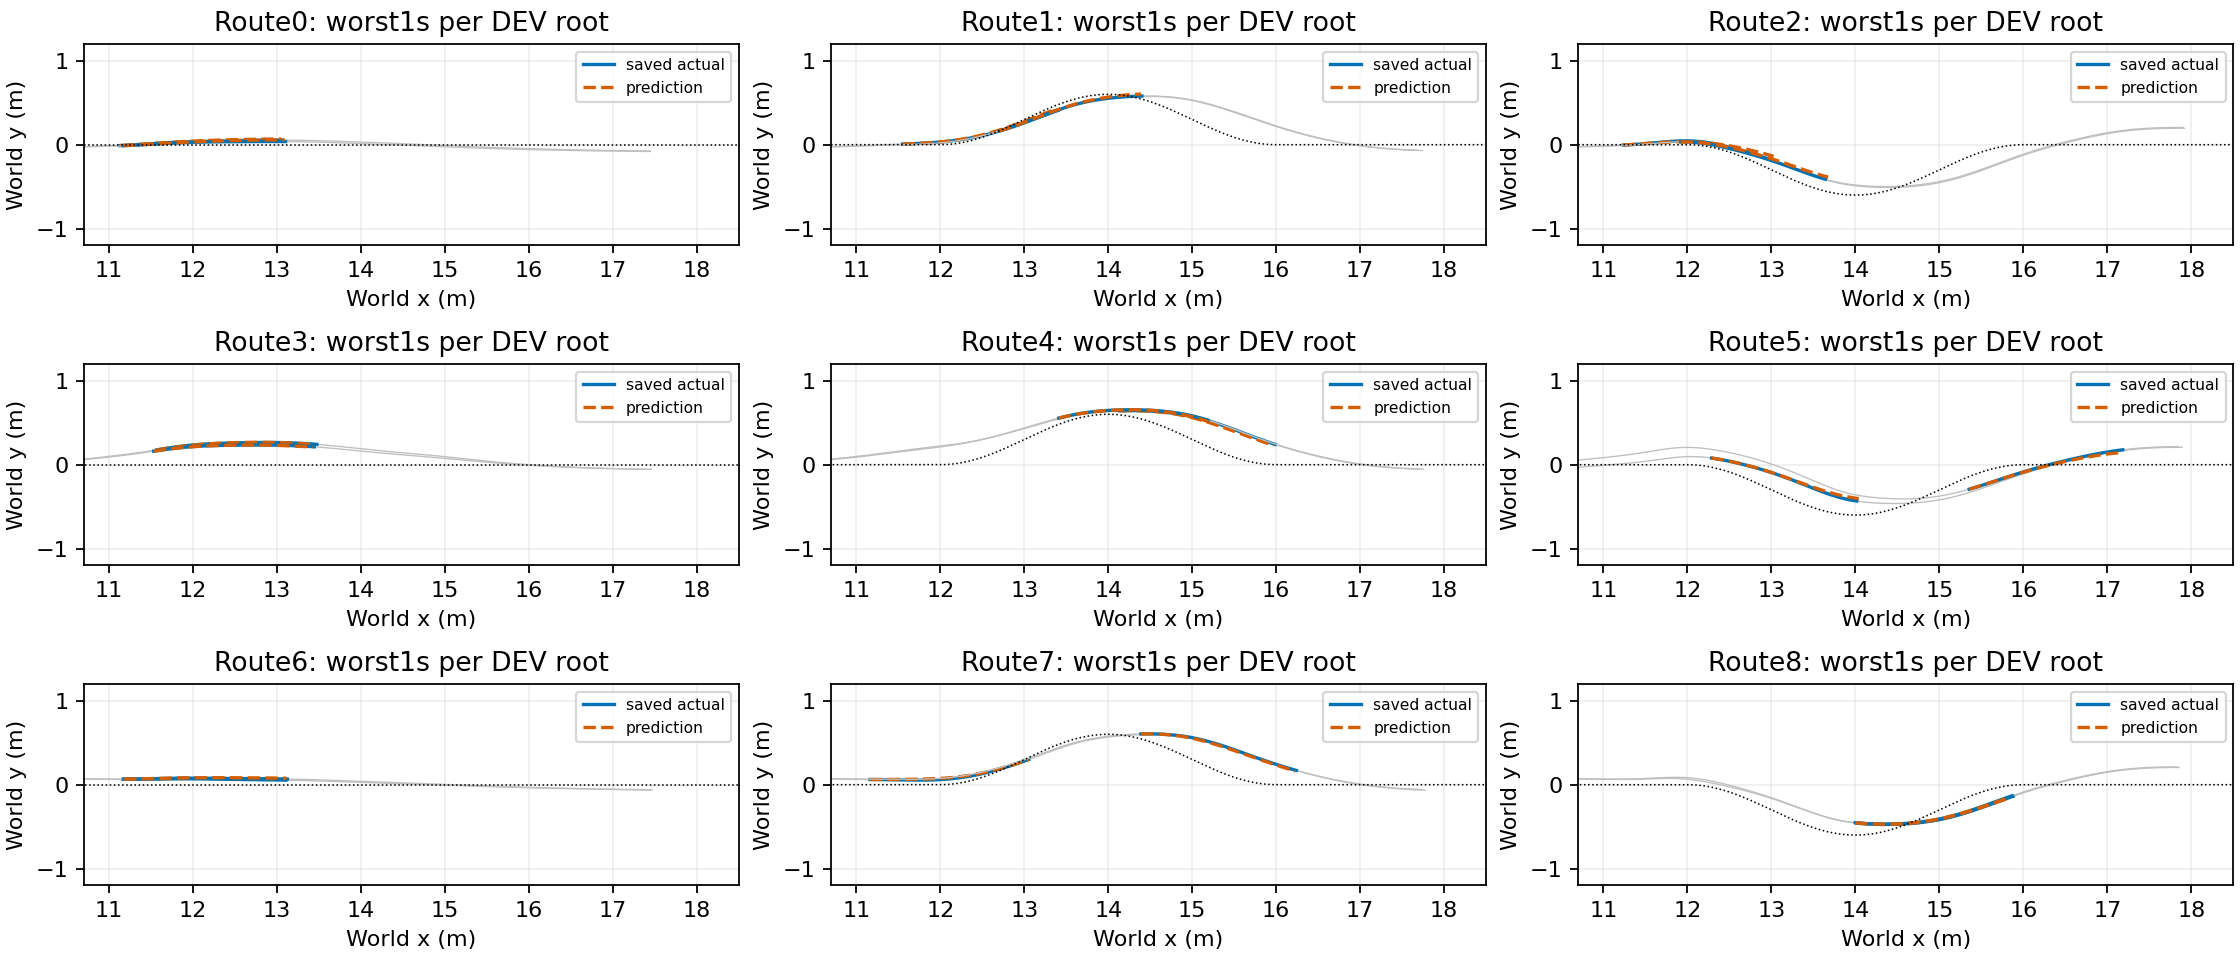 Route0: worst1s per DEV root
World y (m)
1
0
−1
saved actual
prediction
11 12 13 14 15 16 17 18
World x (m)
Route1: worst1s per DEV root
World y (m)
1
0
−1
saved actual
prediction
11 12 13 14 15 16 17 18
World x (m)
Route2: worst1s per DEV root
World y (m)
1
0
−1
saved actual
prediction
11 12 13 14 15 16 17 18
World x (m)
Route3: worst1s per DEV root
World y (m)
1
0
−1
saved actual
prediction
11 12 13 14 15 16 17 18
World x (m)
Route4: worst1s per DEV root
World y (m)
1
0
−1
saved actual
prediction
11 12 13 14 15 16 17 18
World x (m)
Route5: worst1s per DEV root
World y (m)
1
0
−1
saved actual
prediction
11 12 13 14 15 16 17 18
World x (m)
Route6: worst1s per DEV root
World y (m)
1
0
−1
saved actual
prediction
11 12 13 14 15 16 17 18
World x (m)
Route7: worst1s per DEV root
World y (m)
1
0
−1
saved actual
prediction
11 12 13 14 15 16 17 18
World x (m)
Route8: worst1s per DEV root
World y (m)
1
0
−1
saved actual
prediction
11 12 13 14 15 16 17 18
World x (m)